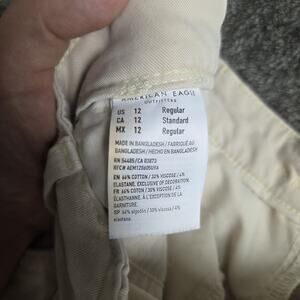 AMERICAN EAGLE
OUTFITTERS
US 12 Regular
CA 12 Standard
MX 12 Regular
MADE IN BANGLADESH / FABRIQUÉ AU
BANGLADESH / HECHO EN BANGLADESH
RN 54485/CA 03873
EN 66% COTTON / 30% VISCOSE / 4%
ELASTANE. EXCLUSIVE OF DECORATION.
FR 66% COTON / 30% VISCOSE / 4%
ÉLASTHANNE. À L'EXCEPTION DE LA
GARNITURE.
SP 66% algodón / 30% viscosa / 4%
elastano.